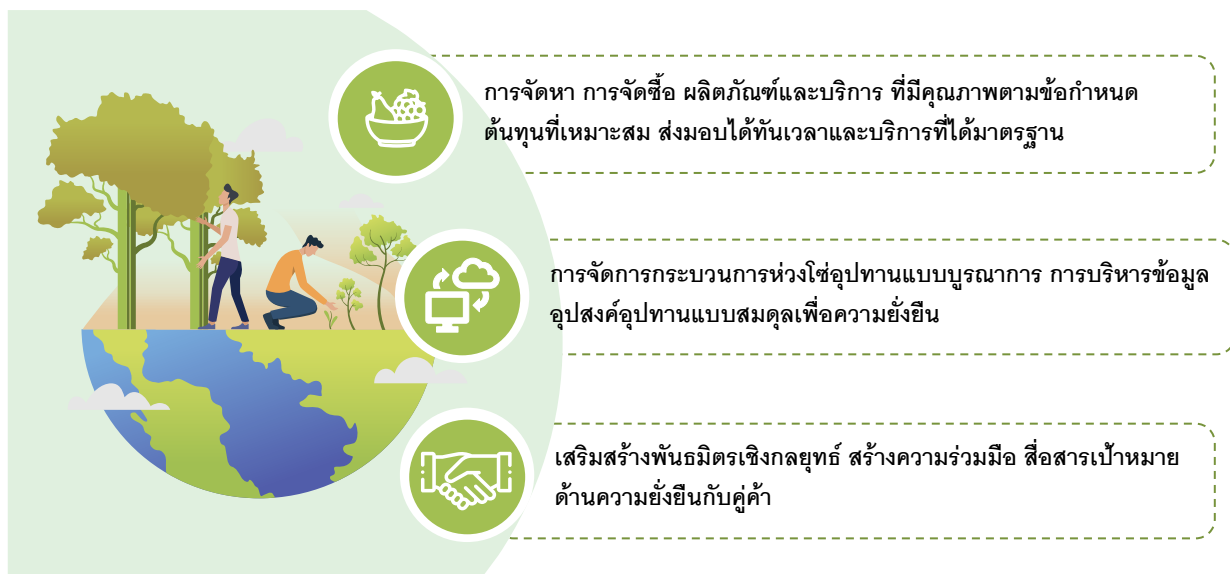 การจัดหา การจัดซื้อ ผลิตภัณฑ์และบริการ ที่มีคุณภาพตามข้อกำหนด
ต้นทุนที่เหมาะสม ส่งมอบได้ทันเวลาและบริการที่ได้มาตรฐาน
การจัดการกระบวนการห่วงโซ่อุปทานแบบบูรณาการ การบริหารข้อมูล
อุปสงค์อุปทานแบบสมดุลเพื่อความยั่งยืน
เสริมสร้างพันธมิตรเชิงกลยุทธ์ สร้างความร่วมมือ สื่อสารเป้าหมาย
ด้านความยั่งยืนกับคู่ค้า